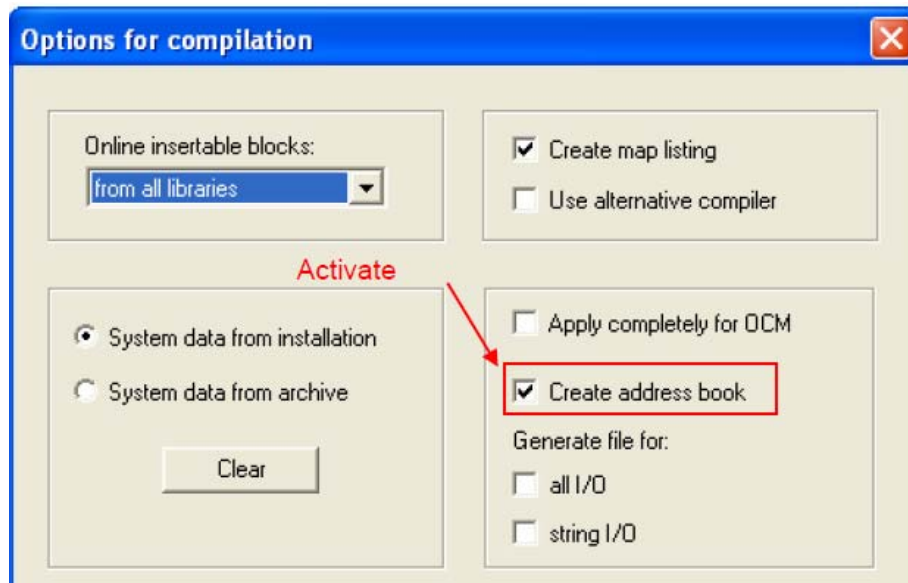 Options for compilation
Online insertable blocks:
from all libraries
Create map listing
Use alternative compiler
Activate
System data from installation
System data from archive
Clear
Apply completely for OCM
Create address book
Generate file for:
all I/O
string I/O